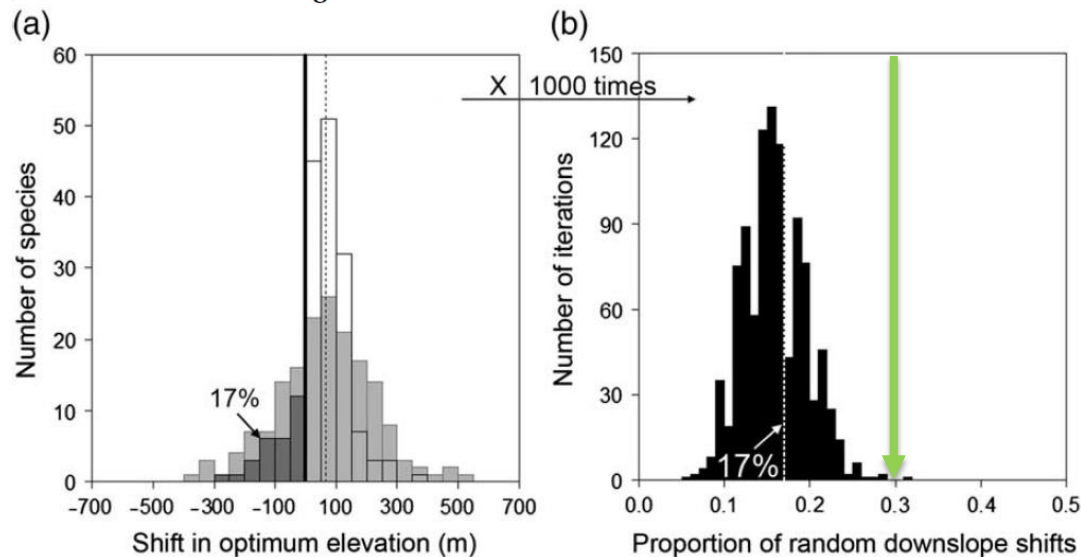 (a)
60
50
40
30
20
10
0
Number of species
17%
-700 -500 -300 -100 100 300 500 700
Shift in optimum elevation (m)
X 1000 times
(b)
150
120
90
60
30
0
Number of iterations
17%
0.0 0.1 0.2 0.3 0.4 0.5
Proportion of random downslope shifts